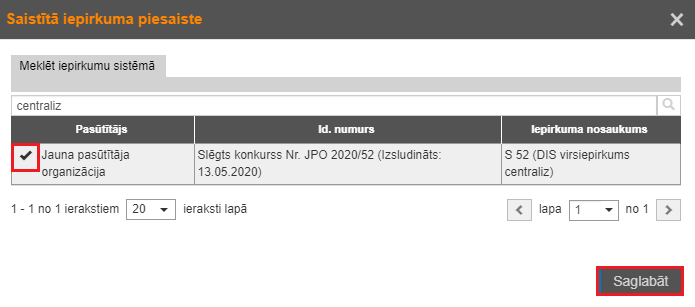 Saistītā iepirkuma piesaiste
Meklēt iepirkumu sistēmā
centraliz
Pasūtītājs Id. numurs Iepirkuma nosaukums
Jauna pasūtītāja Slēgts konkurss Nr. JPO 2020/52 (Izsludināts: S 52 (DIS virsiepirkums
organizācija 13.05.2020) centraliz)
1 - 1 no 1 ierakstiem 20 ieraksti lapā lapa 1 no 1
Saglabāt